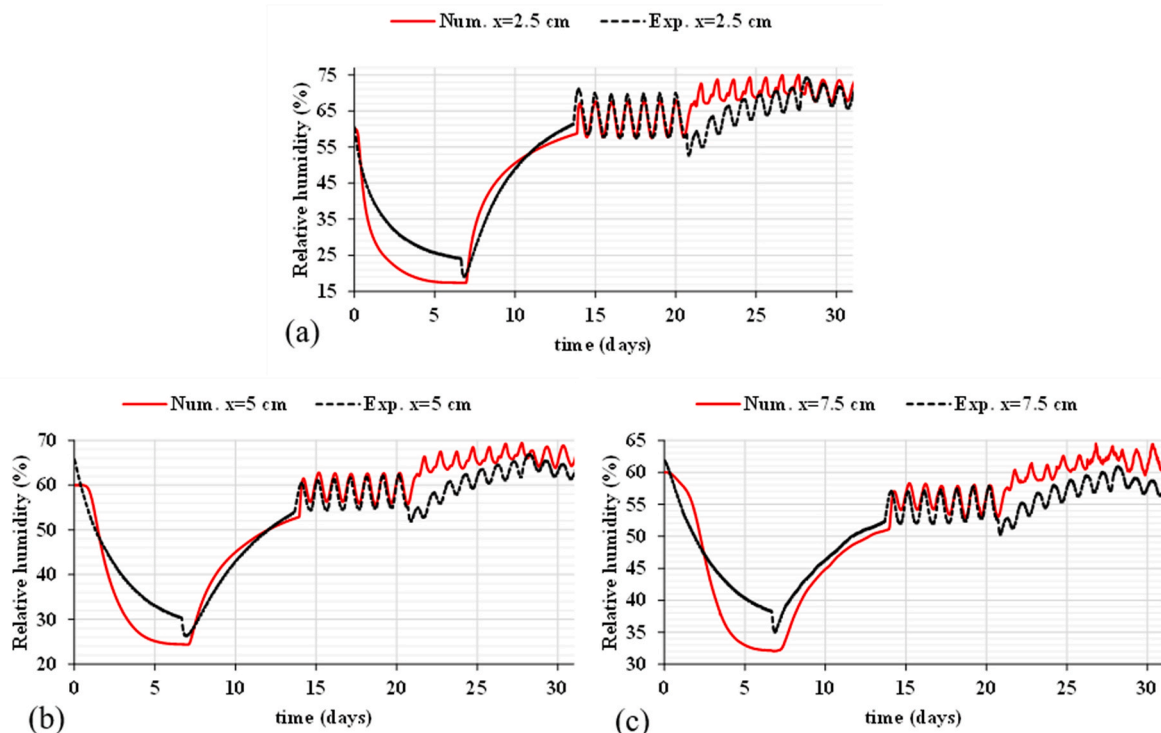 Num. x=2.5 cm Exp. x=2.5 cm
Relative humidity (%)
75
65
55
45
35
25
15
0 5 10 15 20 25 30
time (days)
(a)
Num. x=5 cm Exp. x=5 cm
Relative humidity (%)
70
60
50
40
30
20
0 5 10 15 20 25 30
time (days)
(b)
Num. x=7.5 cm Exp. x=7.5 cm
Relative humidity (%)
65
60
55
50
45
40
35
30
0 5 10 15 20 25 30
time (days)
(c)